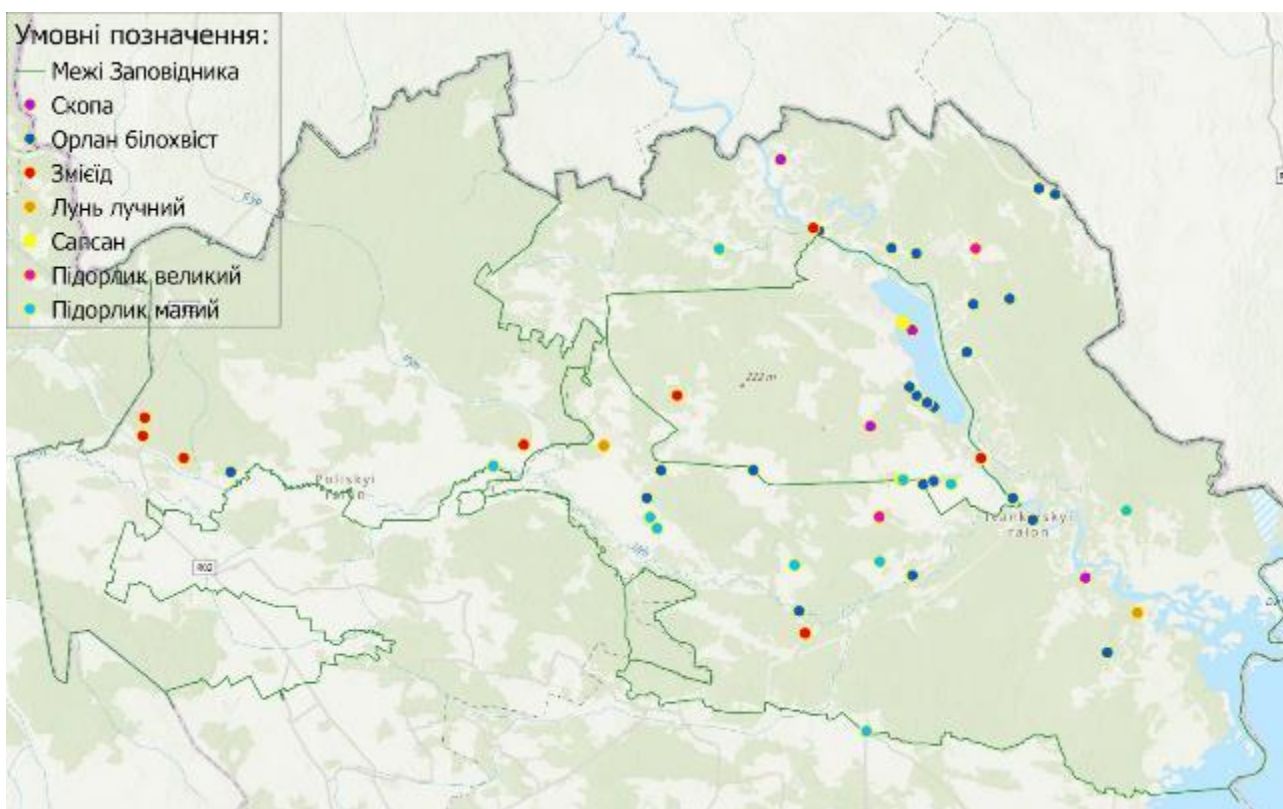 Умовні позначення:
Межі Заповідника
Скопа
Орлан білохвіст
Змієїд
Лунь лучний
Сапсан
Підорлик великий
Підорлик малий
222 m
Poliskyi
raion
Ivankivskyi
raion
R02